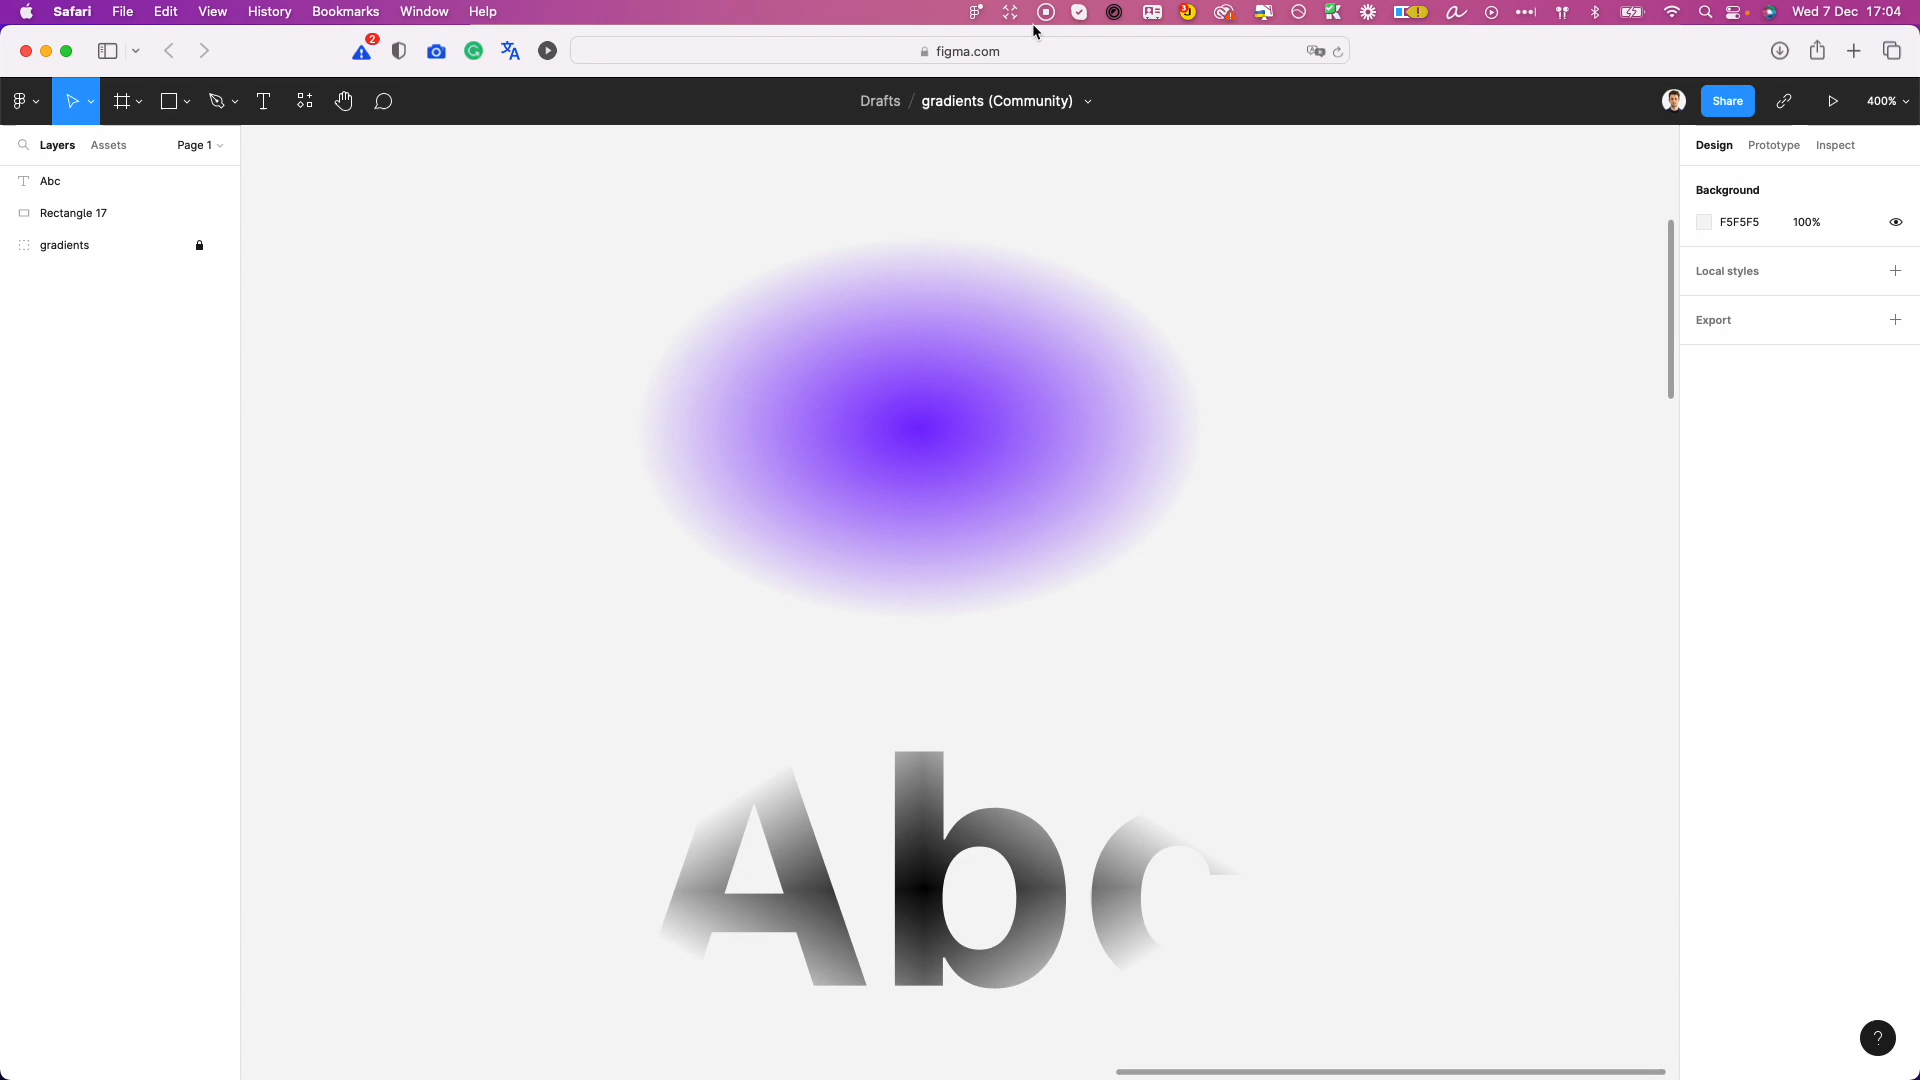 Safari File Edit View History Bookmarks Window Help Wed 7 Dec 17:04
2
figma.com
Drafts / gradients (Community) Share 400%
Layers Assets Page 1
Abc
Rectangle 17
gradients
Design Prototype Inspect
Background
F5F5F5 100%
Local styles
Export
Abc
?